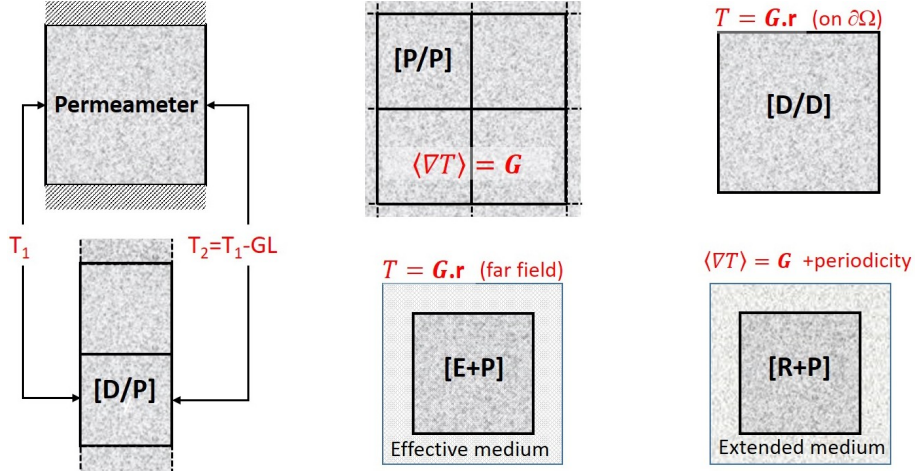 Permeameter
T₁
T₂=T₁-GL
[D/P]
[P/P]
⟨∇T⟩ = G
T = G.r (on ∂Ω)
[D/D]
T = G.r (far field)
[E+P]
Effective medium
⟨∇T⟩ = G +periodicity
[R+P]
Extended medium